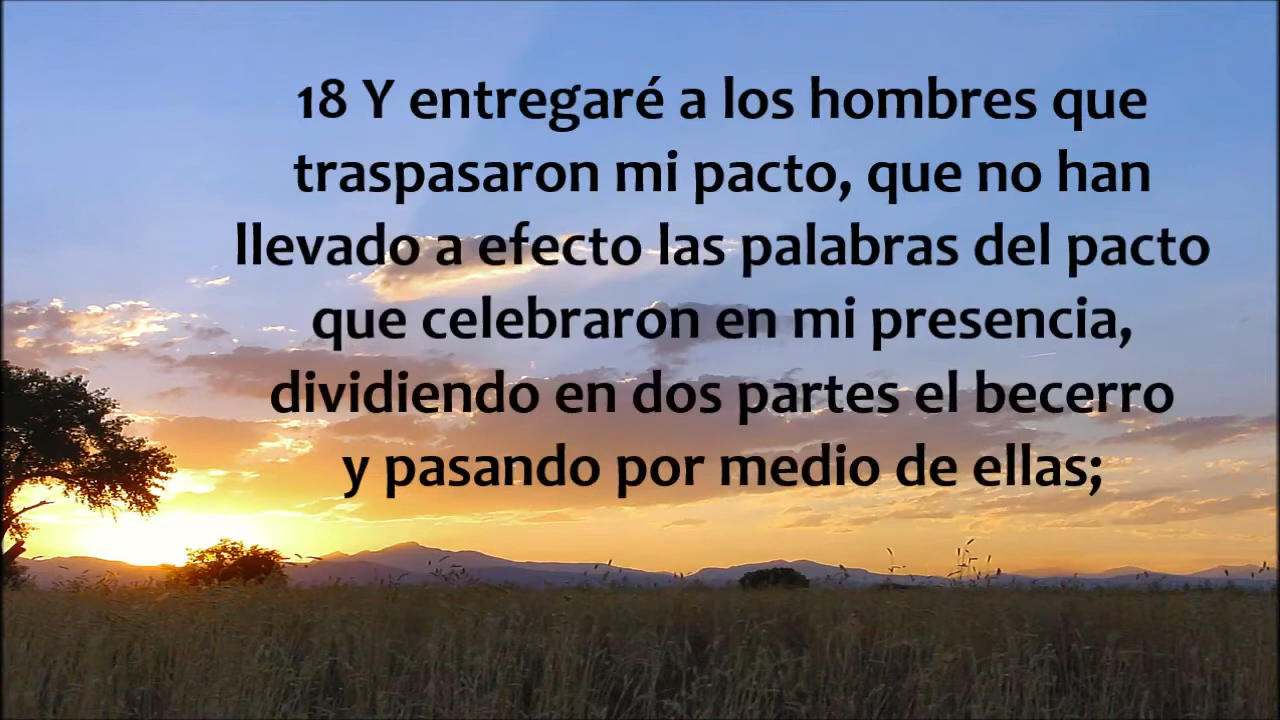 18 Y entregaré a los hombres que
traspasaron mi pacto, que no han
llevado a efecto las palabras del pacto
que celebraron en mi presencia,
dividiendo en dos partes el becerro
y pasando por medio de ellas;